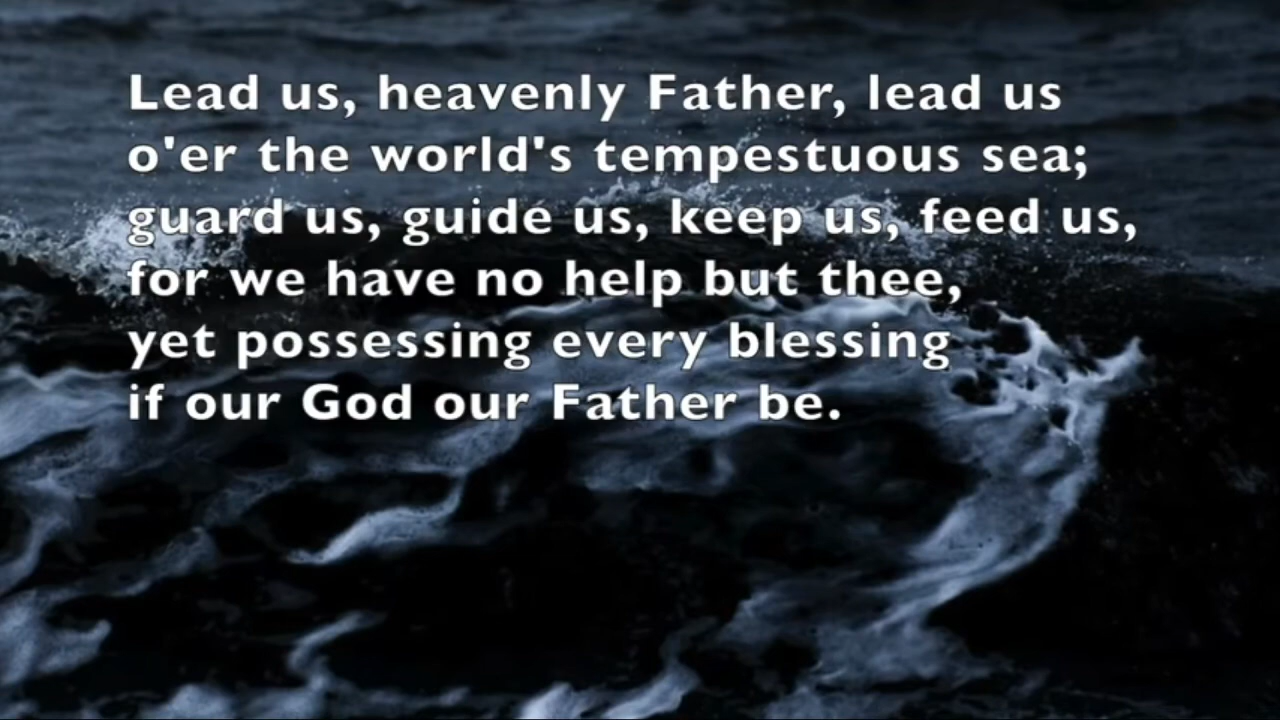 Lead us, heavenly Father, lead us
o'er the world's tempestuous sea;
guard us, guide us, keep us, feed us,
for we have no help but thee,
yet possessing every blessing
if our God our Father be.